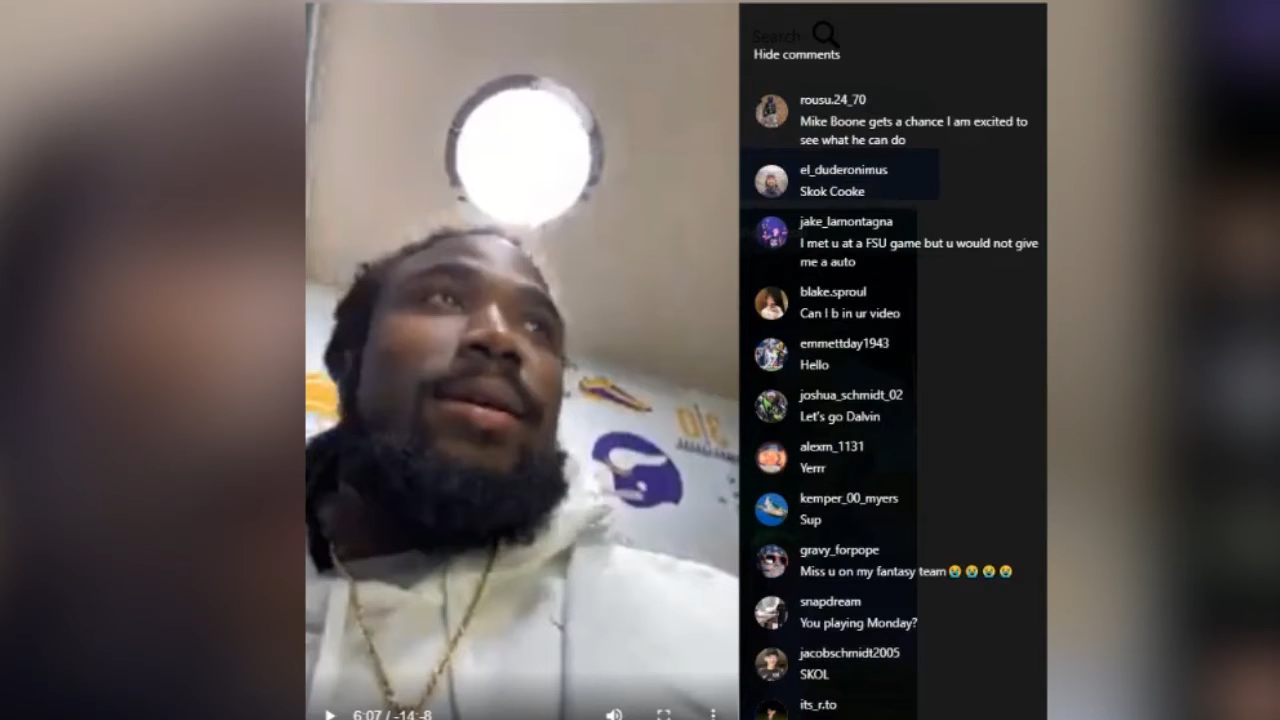 Search
Hide comments
rousu.24_70
Mike Boone gets a chance I am excited to
see what he can do
el_duderonimus
Skok Cooke
jake_lamontagna
I met u at a FSU game but u would not give
me a auto
blake.sproul
Can I b in ur video
emmettday1943
Hello
joshua_schmidt_02
Let's go Dalvin
alexm_1131
Yerrr
kemper_00_myers
Sup
gravy_forpope
Miss u on my fantasy team😭😭😭😭
snapdream
You playing Monday?
jacobschmidt2005
SKOL
its_r.to
6:07 / -14:-8